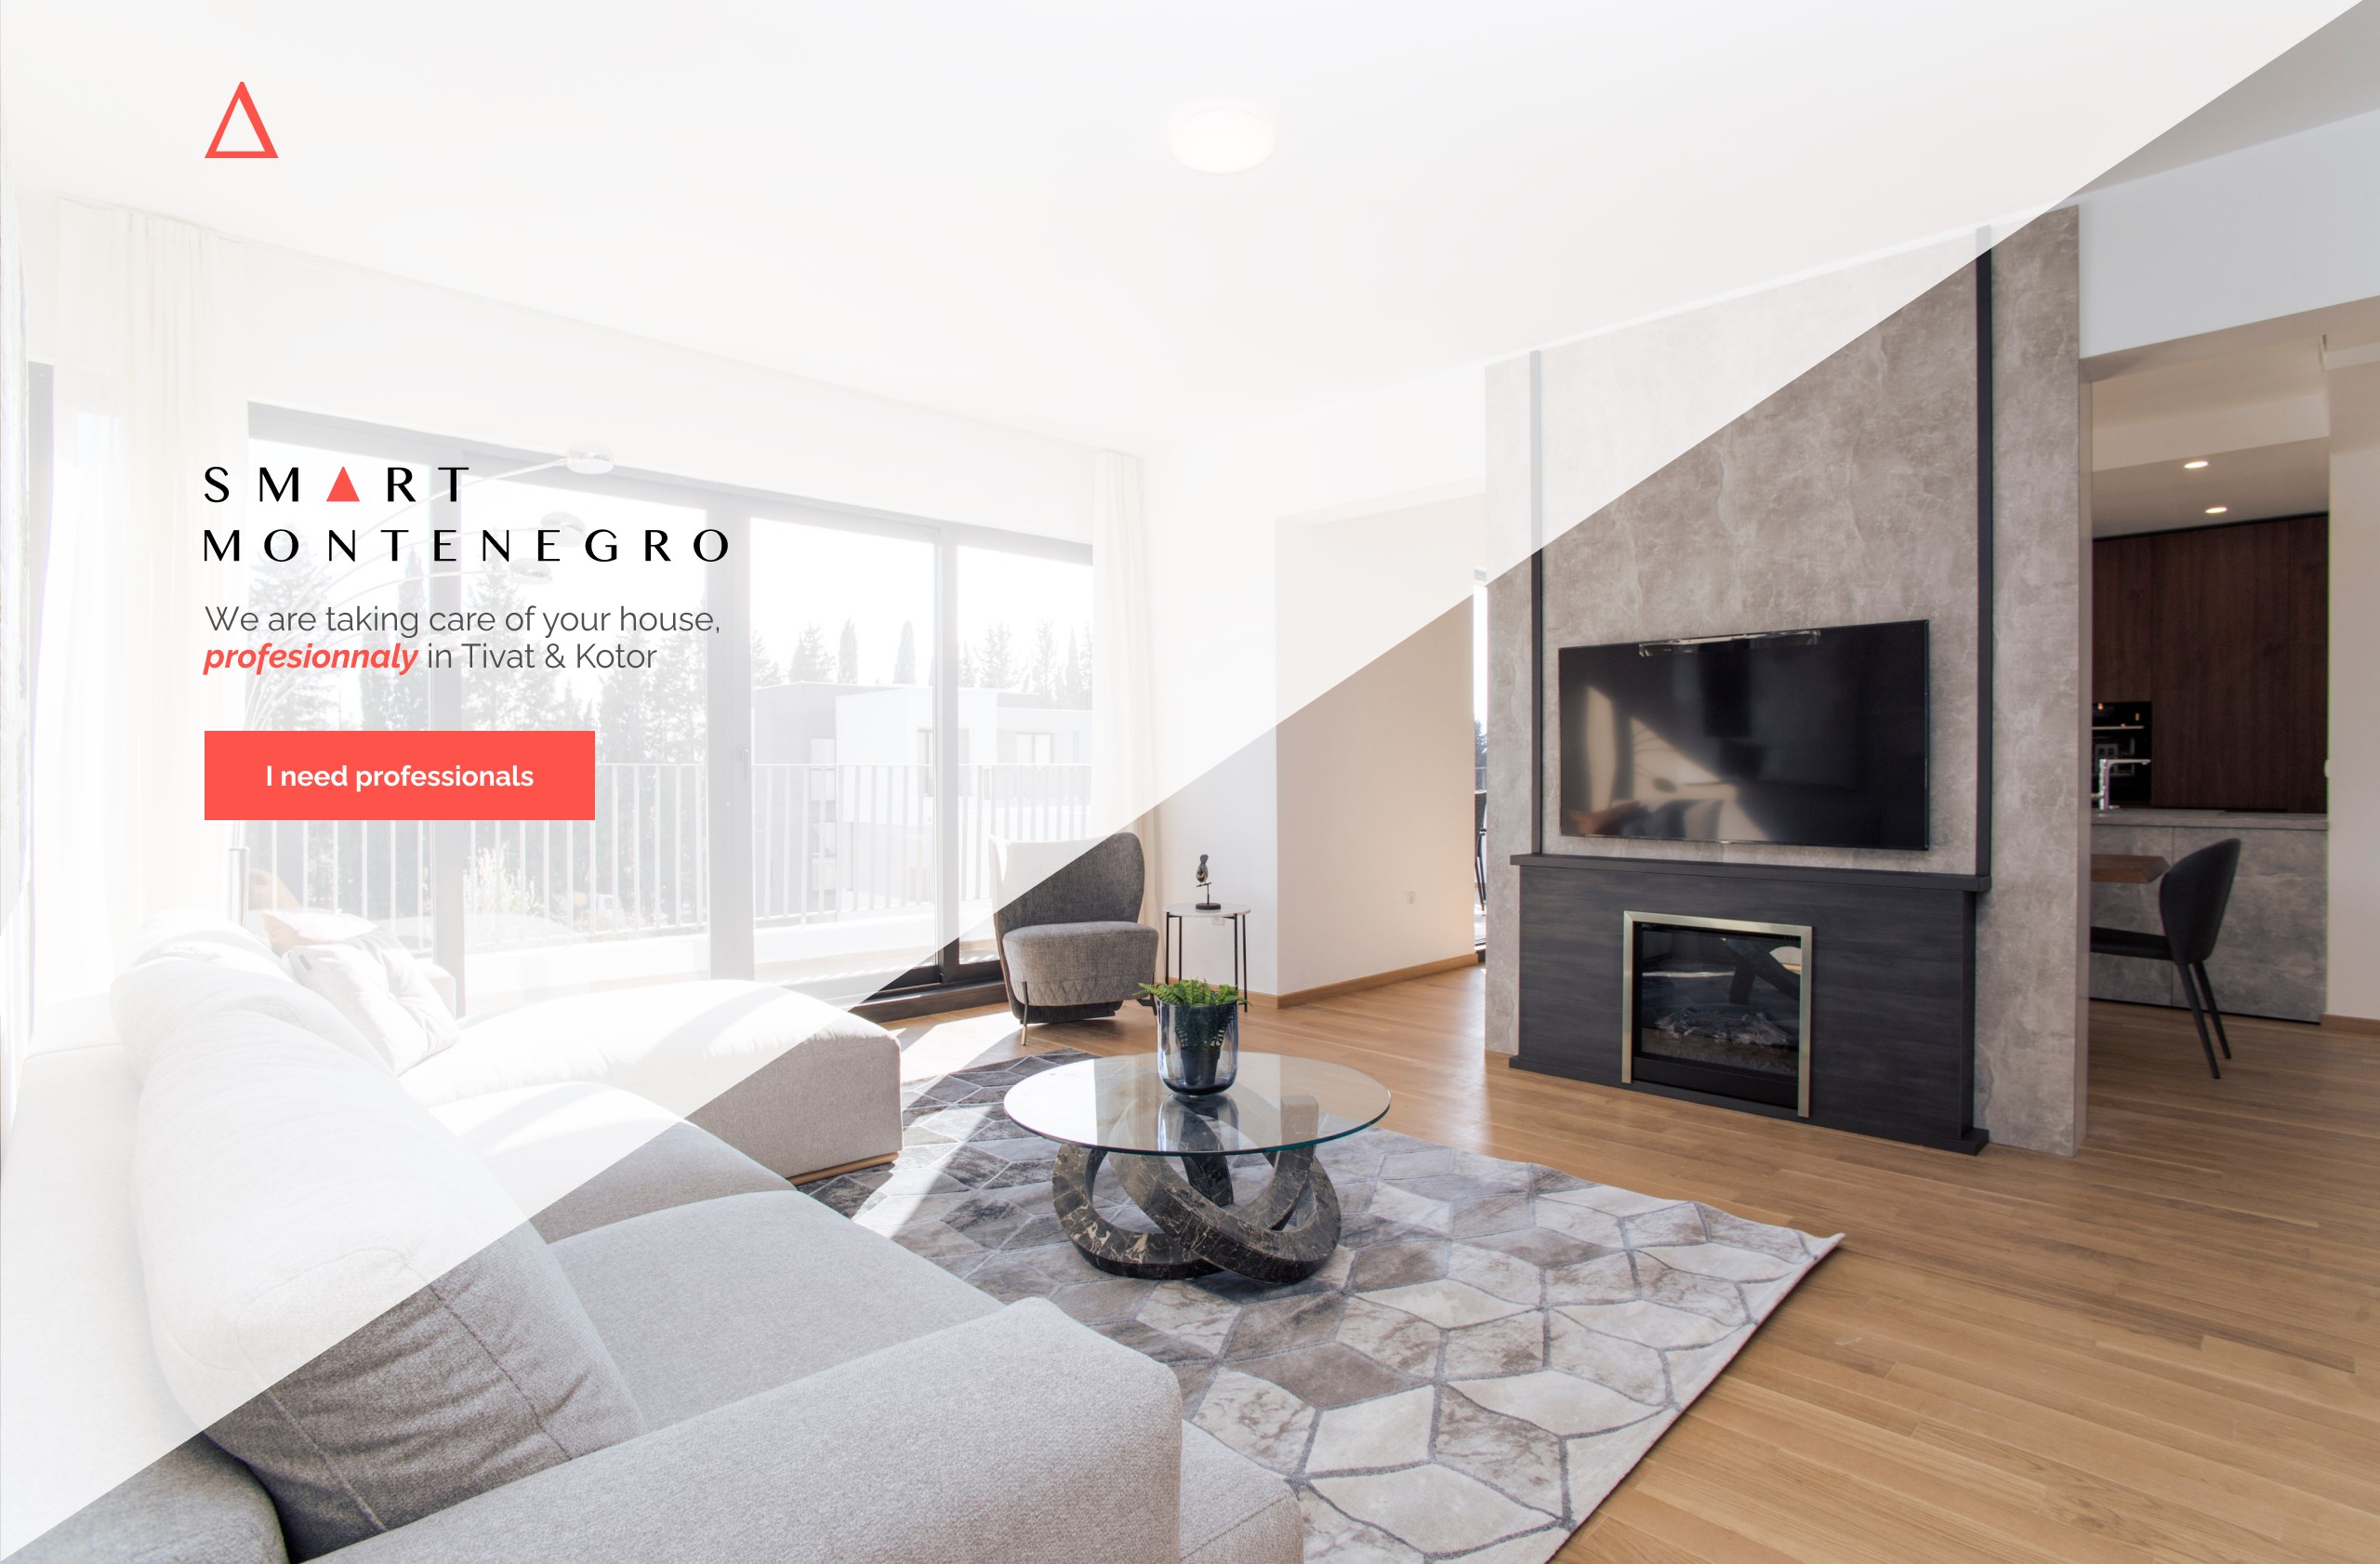 SMART
MONTENEGRO
We are taking care of your house,
profesionnaly in Tivat & Kotor
I need professionals